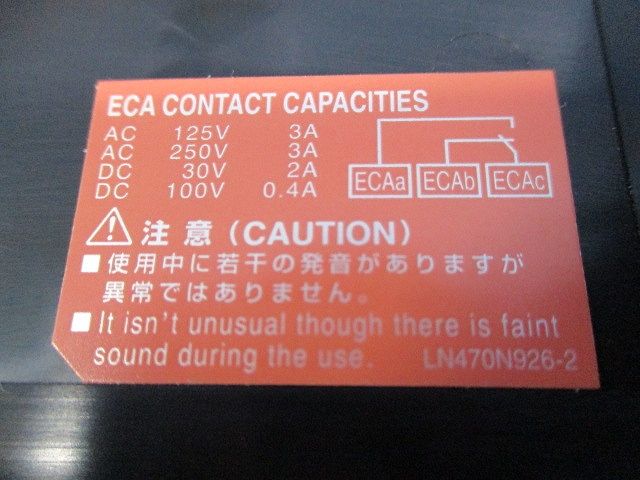 ECA CONTACT CAPACITIES
AC 125V 3A
AC 250V 3A
DC 30V 2A
DC 100V 0.4A
ECAa ECAb ECAc
注 意 (CAUTION)
■ 使用中に若干の発音がありますが
異常ではありません。
■ It isn't unusual though there is faint
sound during the use. LN470N926-2